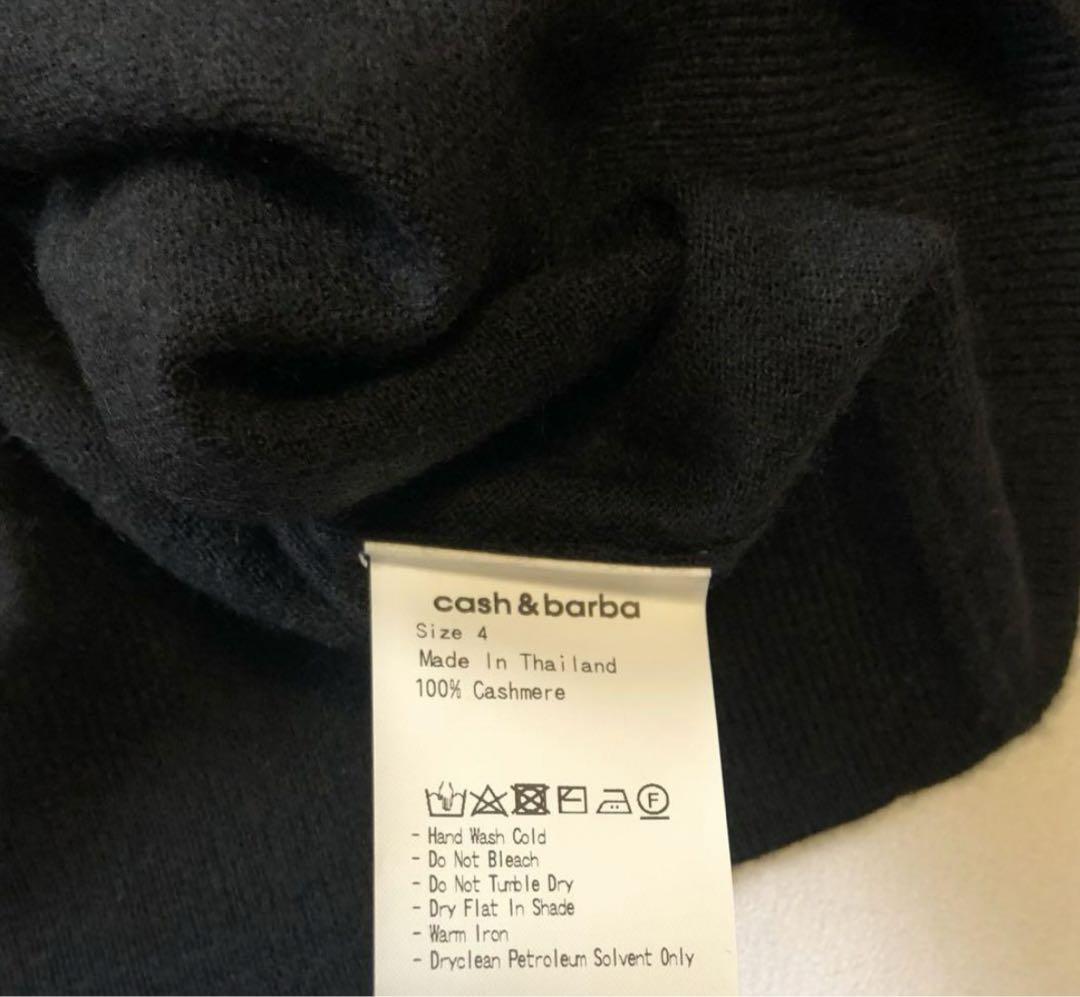 cash&barba
Size 4
Made In Thailand
100% Cashmere
F
- Hand Wash Cold
- Do Not Bleach
- Do Not Tumble Dry
- Dry Flat In Shade
- Warm Iron
- Dryclean Petroleum Solvent Only